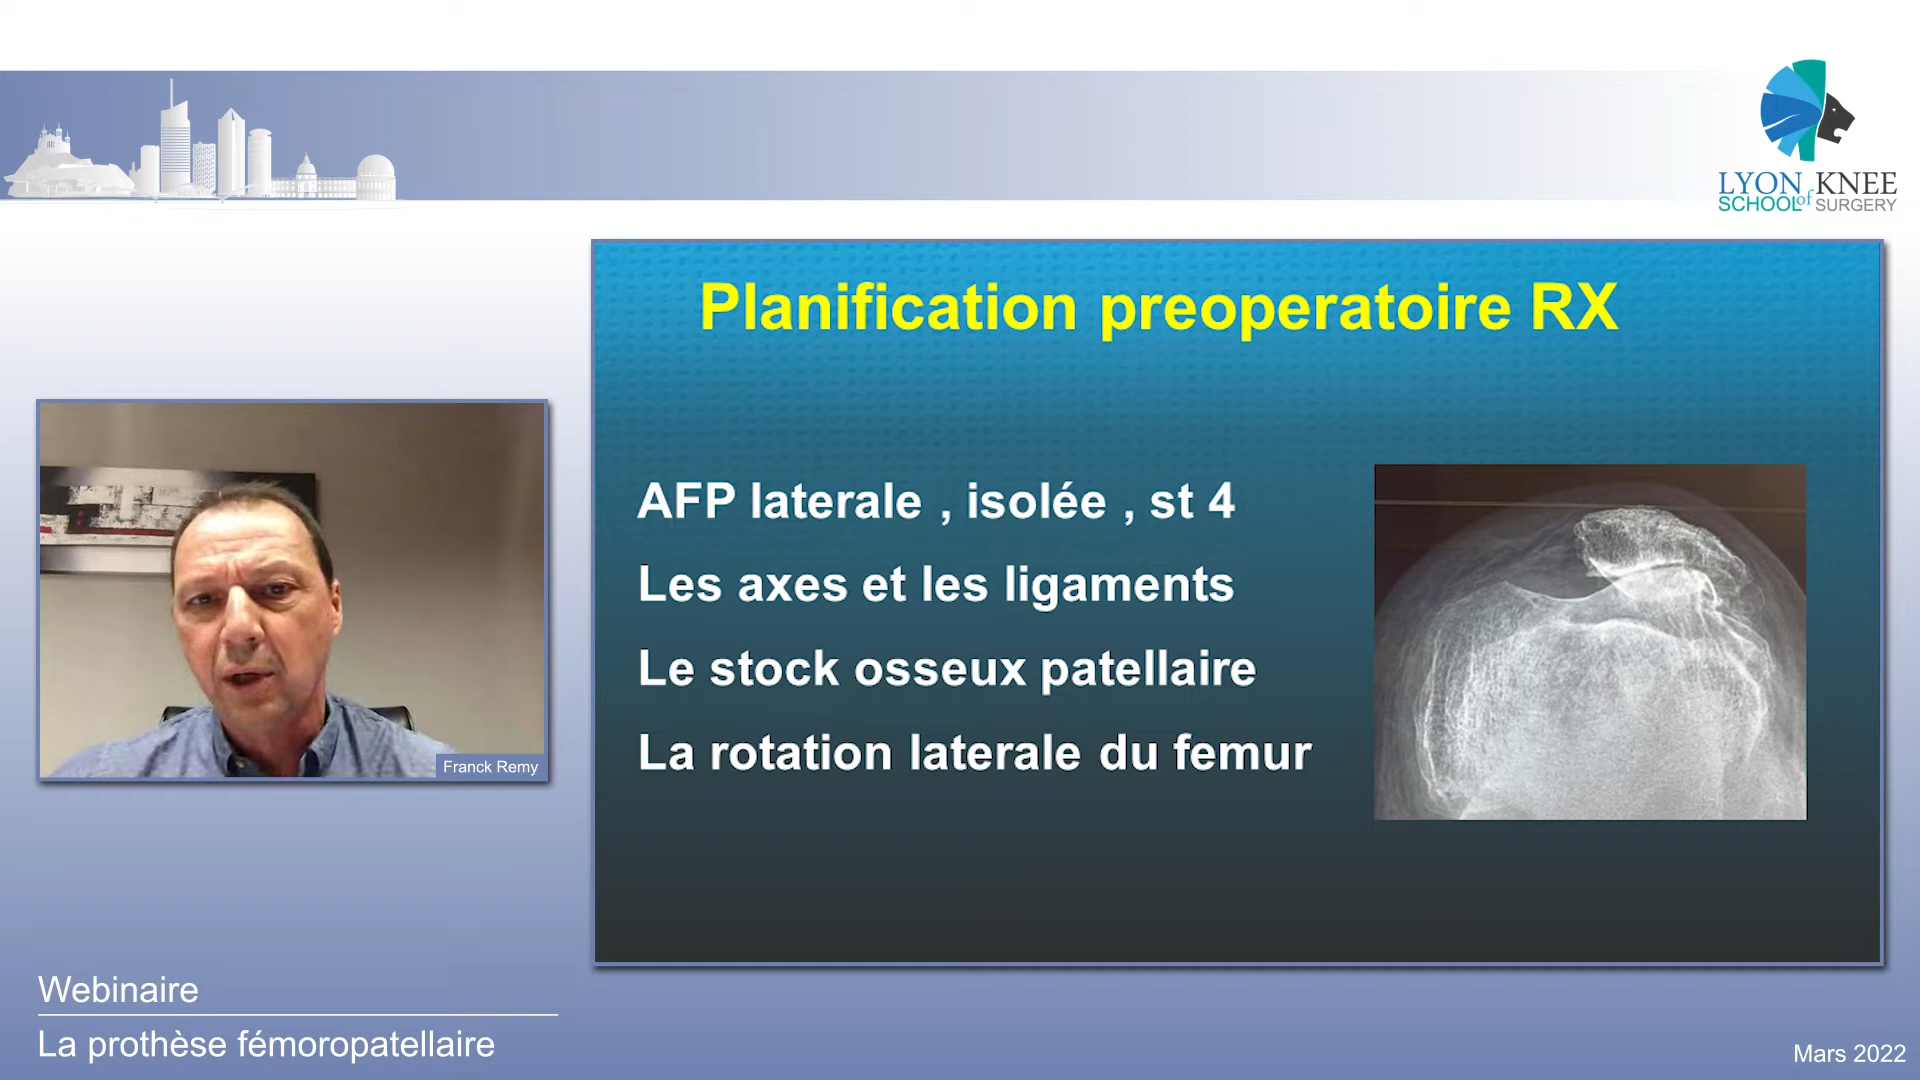 LYON KNEE
SCHOOL of SURGERY
Planification preoperatoire RX
AFP laterale , isolée , st 4
Les axes et les ligaments
Le stock osseux patellaire
La rotation laterale du femur
Franck Remy
Webinaire
La prothèse fémoropatellaire
Mars 2022